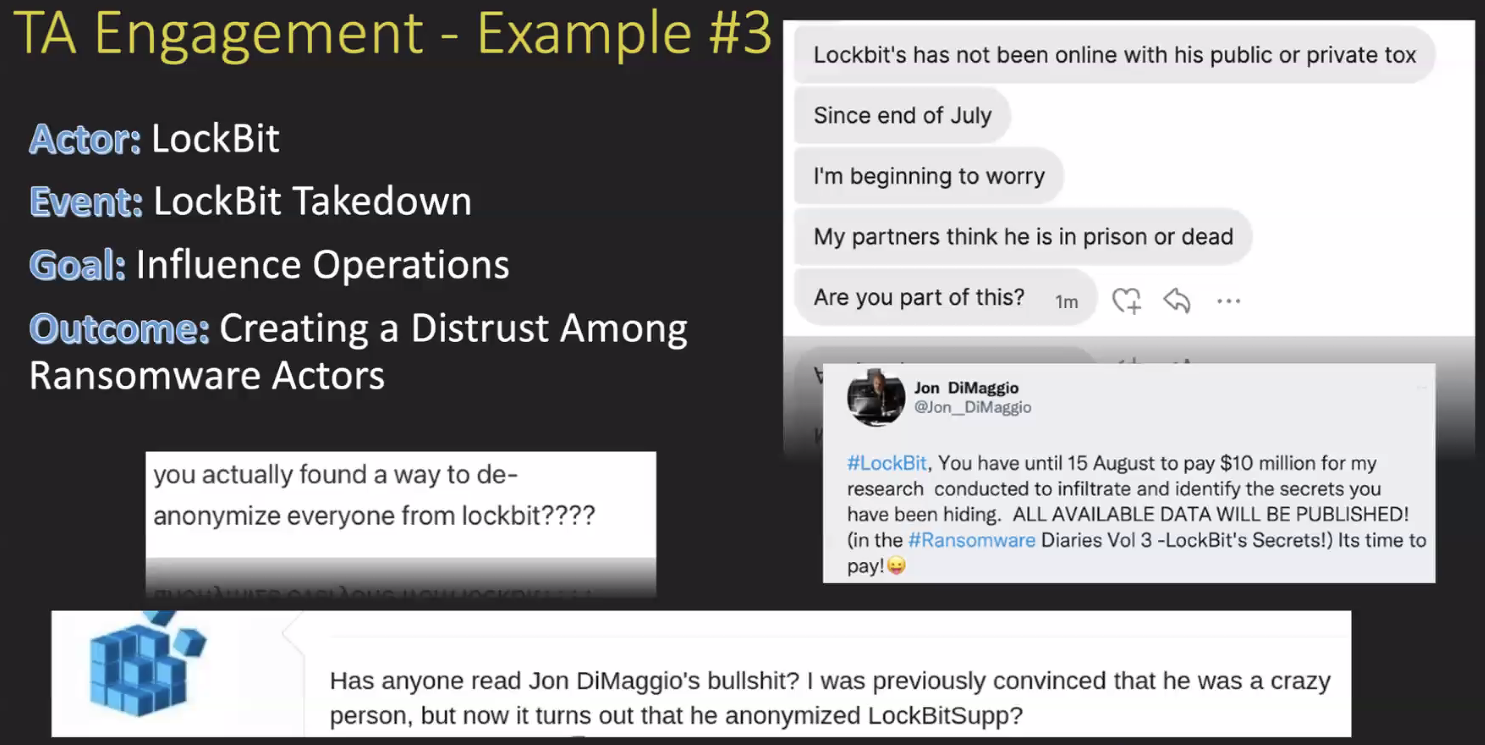 TA Engagement - Example #3
Actor: LockBit
Event: LockBit Takedown
Goal: Influence Operations
Outcome: Creating a Distrust Among
Ransomware Actors
Lockbit's has not been online with his public or private tox
Since end of July
I'm beginning to worry
My partners think he is in prison or dead
Are you part of this? 1m
Jon DiMaggio
@Jon__DiMaggio
#LockBit, You have until 15 August to pay $10 million for my
research conducted to infiltrate and identify the secrets you
have been hiding. ALL AVAILABLE DATA WILL BE PUBLISHED!
(in the #Ransomware Diaries Vol 3 -LockBit's Secrets!) Its time to
pay!😛
you actually found a way to de-
anonymize everyone from lockbit????
Has anyone read Jon DiMaggio's bullshit? I was previously convinced that he was a crazy
person, but now it turns out that he anonymized LockBitSupp?